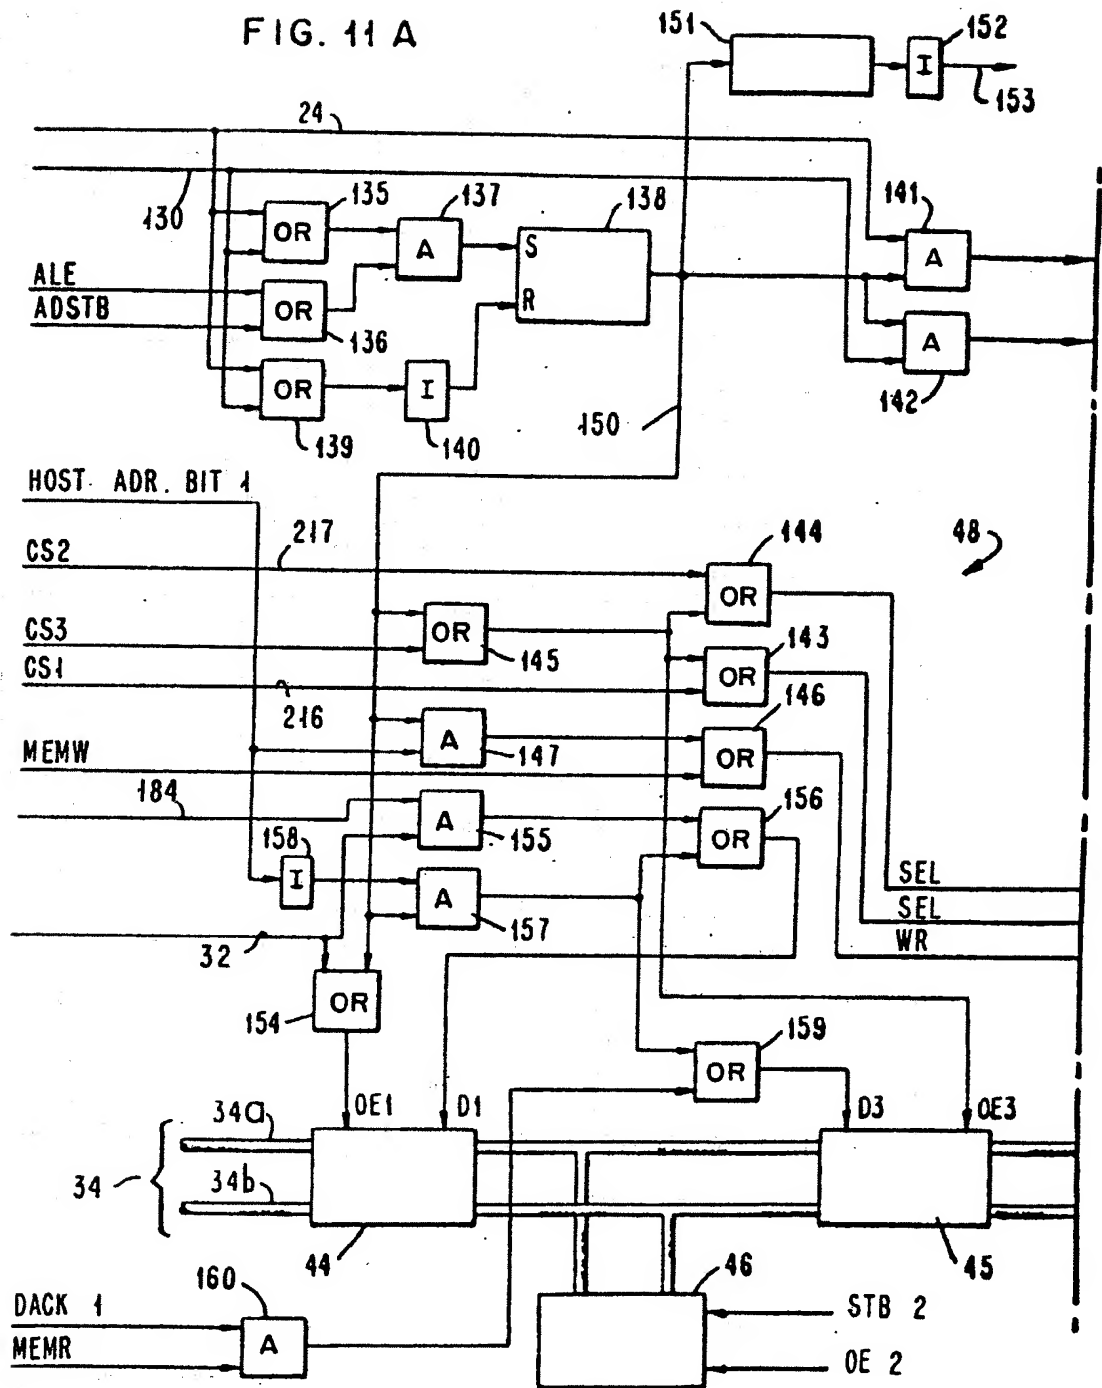 FIG. 11 A
151
152
I
153
24
130
135
OR
137
A
138
S
R
141
A
ALE
ADSTB
OR
136
A
142
OR
139
I
140
150
HOST ADR. BIT 1
48
CS2
217
144
OR
CS3
OR
145
143
OR
CS1
216
146
OR
A
147
MEMW
184
A
155
156
OR
158
I
A
157
SEL
SEL
WR
32
OR
154
159
OR
OE1
D1
D3
OE3
34
34a
34b
44
45
46
160
DACK 1
MEMR
A
STB 2
OE 2